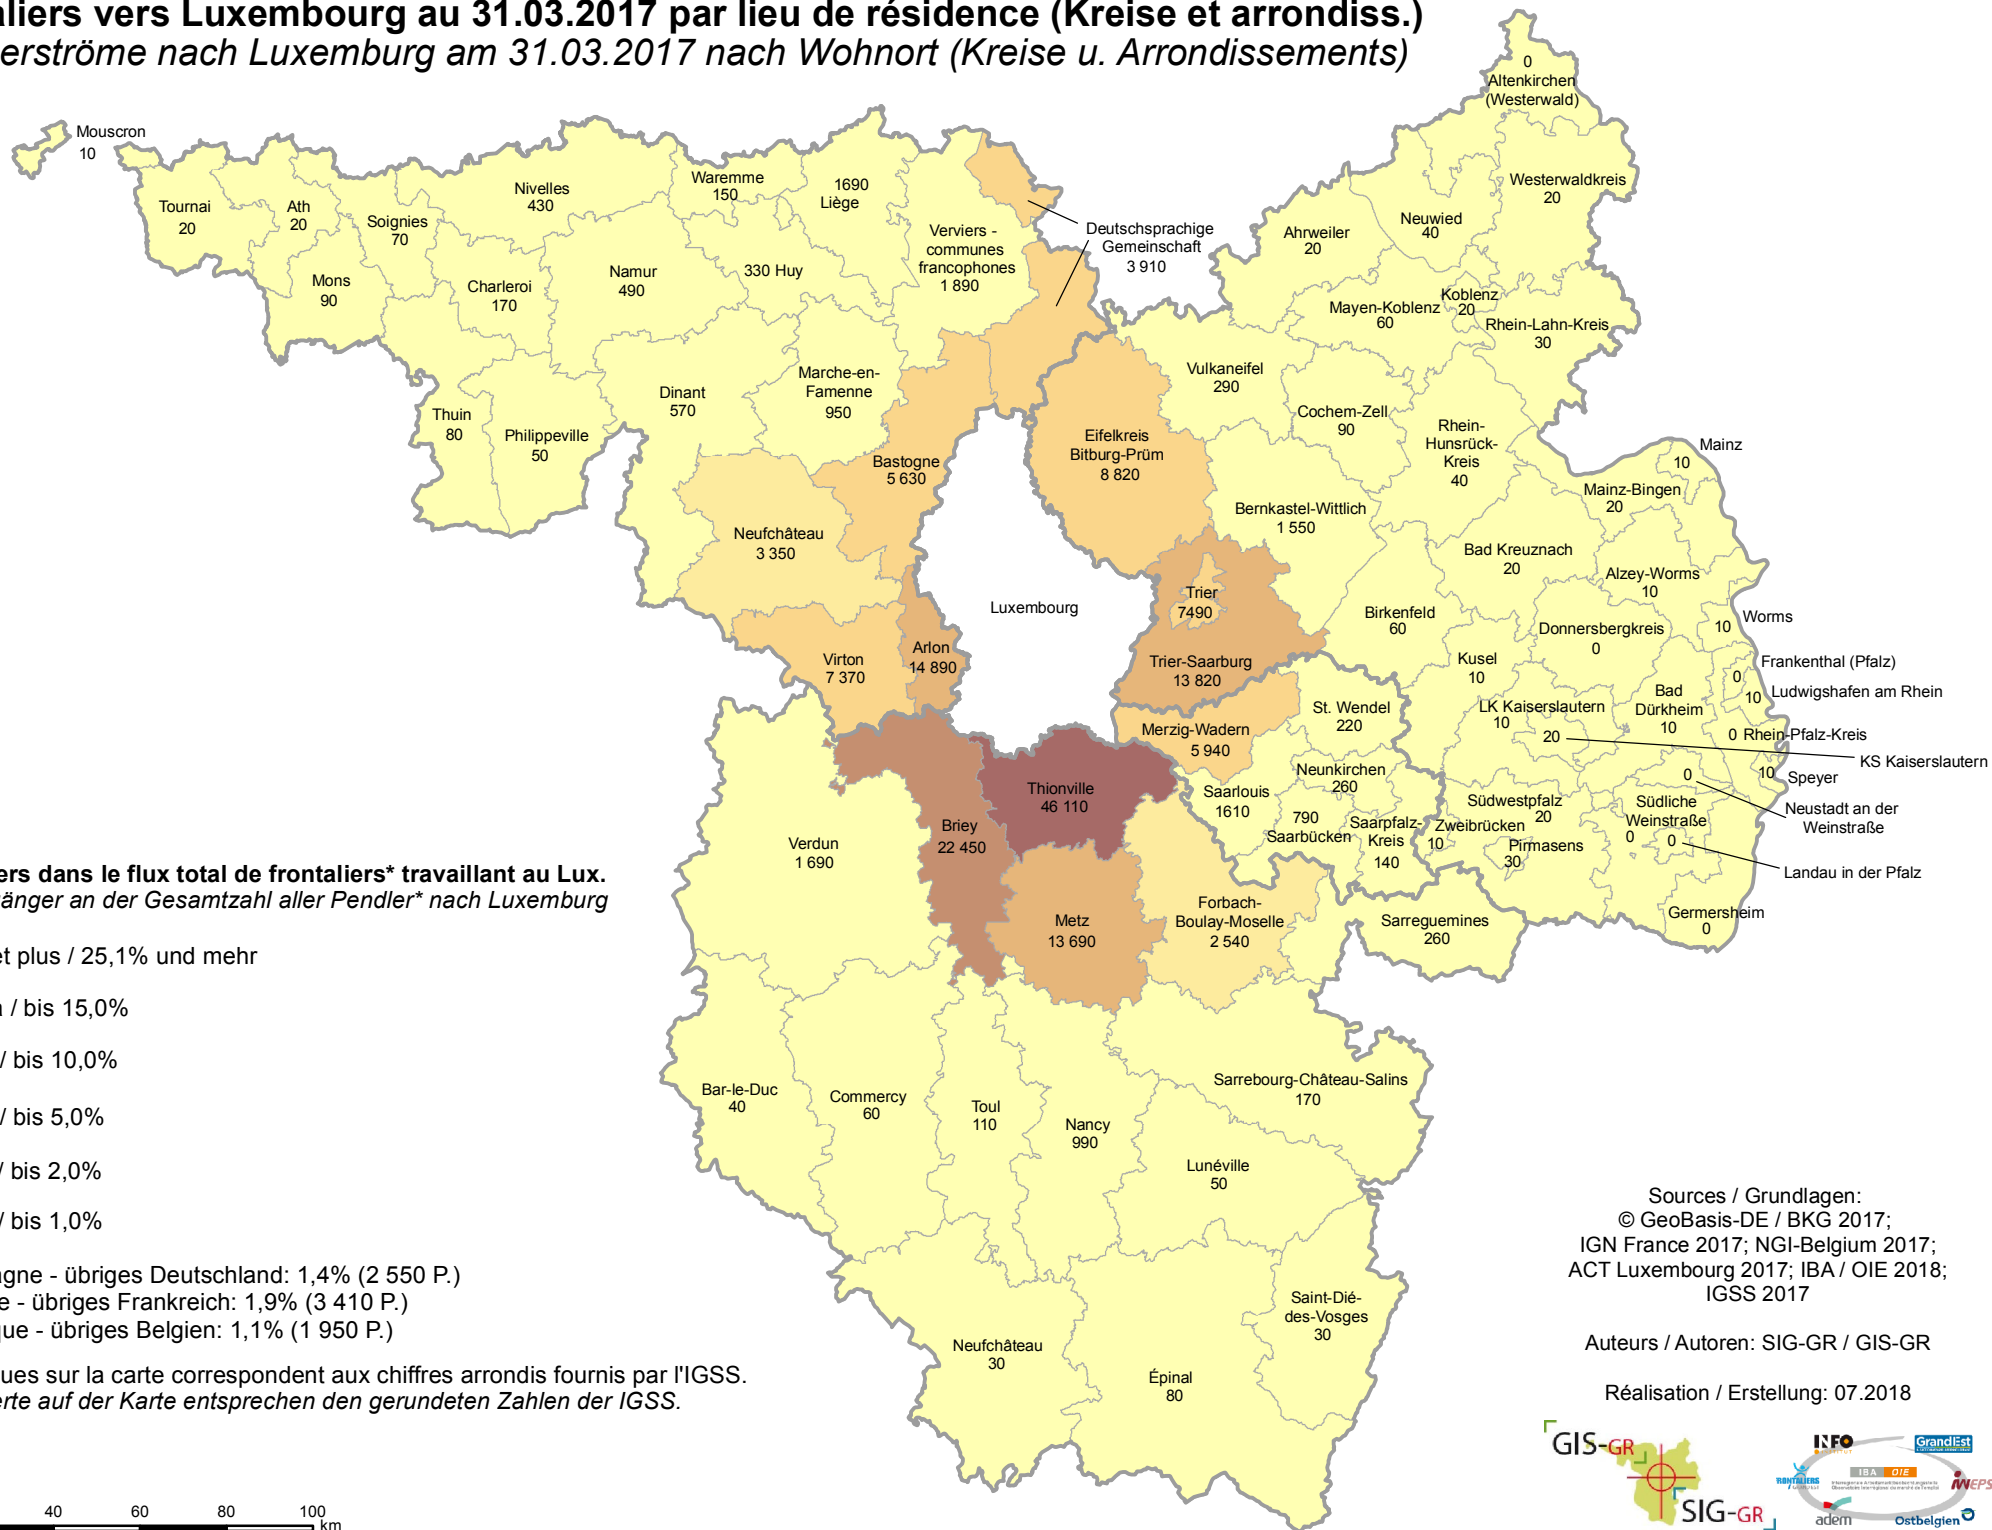 aliers vers Luxembourg au 31.03.2017 par lieu de résidence (Kreise et arrondiss.)
erströme nach Luxemburg am 31.03.2017 nach Wohnort (Kreise u. Arrondissements)
0
Altenkirchen
(Westerwald)
Mouscron
10
Tournai
20
Ath
20
Soignies
70
Nivelles
430
Waremme
150
1690
Liège
Verviers -
communes
francophones
1 890
Deutschsprachige
Gemeinschaft
3 910
Mons
90
Charleroi
170
Namur
490
330 Huy
Ahrweiler
20
Neuwied
40
Westerwaldkreis
20
Mayen-Koblenz
60
Koblenz
20
Rhein-Lahn-Kreis
30
Thuin
80
Philippeville
50
Dinant
570
Marche-en-
Famenne
950
Vulkaneifel
290
Cochem-Zell
90
Rhein-
Hunsrück-
Kreis
40
Bastogne
5 630
Eifelkreis
Bitburg-Prüm
8 820
Mainz
10
Mainz-Bingen
20
Neufchâteau
3 350
Bernkastel-Wittlich
1 550
Bad Kreuznach
20
Alzey-Worms
10
Luxembourg
Trier
7490
Birkenfeld
60
Donnersbergkreis
0
Worms
10
Virton
7 370
Arlon
14 890
Trier-Saarburg
13 820
Kusel
10
Frankenthal (Pfalz)
0
Ludwigshafen am Rhein
10
Merzig-Wadern
5 940
St. Wendel
220
LK Kaiserslautern
10
20
KS Kaiserslautern
Bad
Dürkheim
10
0 Rhein-Pfalz-Kreis
10
Speyer
Thionville
46 110
Saarlouis
1610
Neunkirchen
260
790
Saarbücken
Saarpfalz-
Kreis
140
Südwestpfalz
20
Zweibrücken
10
Pirmasens
30
Südliche
Weinstraße
0
0
Neustadt an der
Weinstraße
0
Landau in der Pfalz
Verdun
1 690
Briey
22 450
Metz
13 690
Forbach-
Boulay-Moselle
2 540
Sarreguemines
260
Germersheim
0
ers dans le flux total de frontaliers* travaillant au Lux.
gänger an der Gesamtzahl aller Pendler* nach Luxemburg
et plus / 25,1% und mehr
/ bis 15,0%
/ bis 10,0%
/ bis 5,0%
/ bis 2,0%
/ bis 1,0%
Bar-le-Duc
40
Commercy
60
Toul
110
Nancy
990
Sarrebourg-Château-Salins
170
Lunéville
50
Neufchâteau
30
Épinal
80
Saint-Dié-
des-Vosges
30
agne - übriges Deutschland: 1,4% (2 550 P.)
e - übriges Frankreich: 1,9% (3 410 P.)
que - übriges Belgien: 1,1% (1 950 P.)
ues sur la carte correspondent aux chiffres arrondis fournis par l'IGSS.
erte auf der Karte entsprechen den gerundeten Zahlen der IGSS.
40 60 80 100
km
Sources / Grundlagen:
© GeoBasis-DE / BKG 2017;
IGN France 2017; NGI-Belgium 2017;
ACT Luxembourg 2017; IBA / OIE 2018;
IGSS 2017
Auteurs / Autoren: SIG-GR / GIS-GR
Réalisation / Erstellung: 07.2018
GIS-GR
SIG-GR
INFO
GrandEst
FRONTALIERS
IBA OIE
adem
Ostbelgien